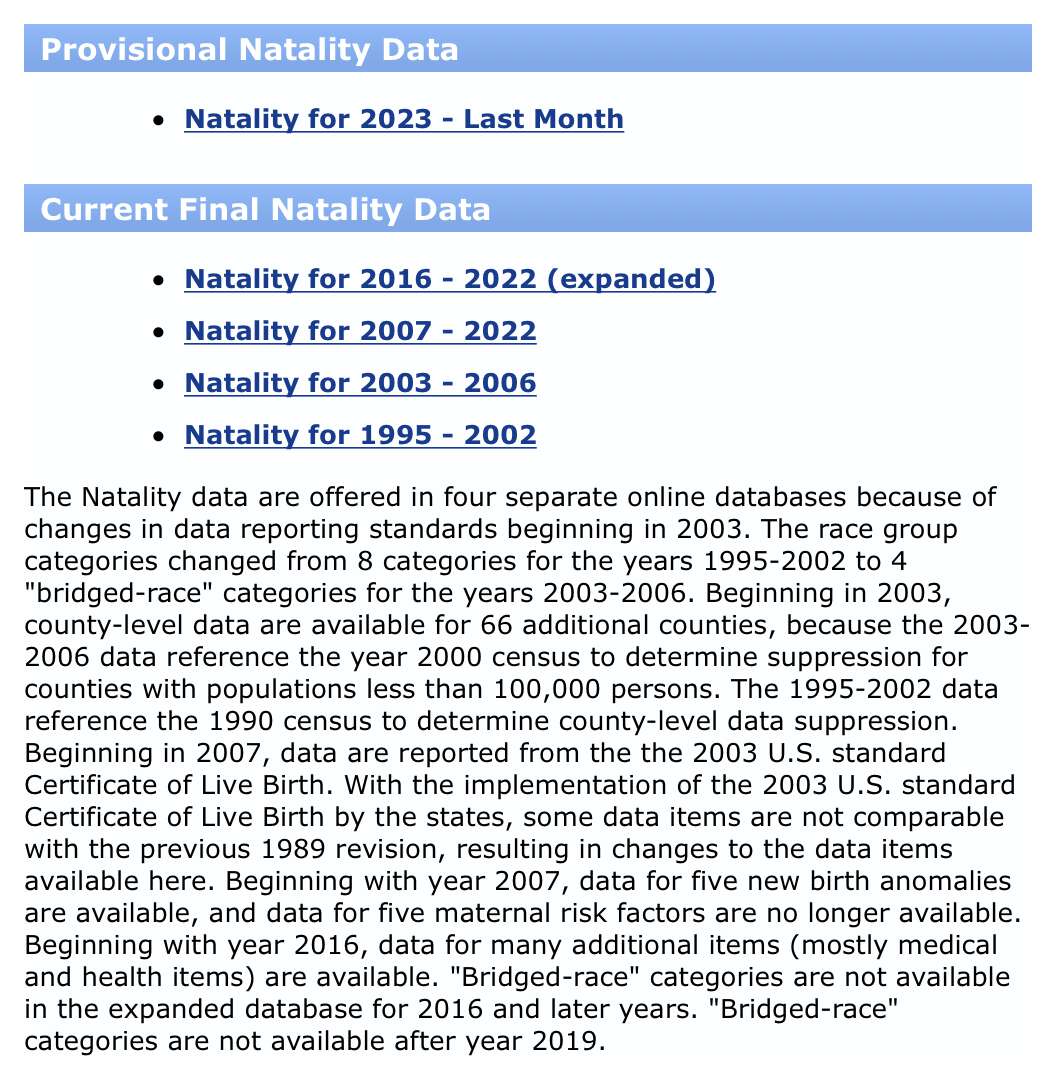 Provisional Natality Data
• Natality for 2023 - Last Month
Current Final Natality Data
• Natality for 2016 - 2022 (expanded)
• Natality for 2007 - 2022
• Natality for 2003 - 2006
• Natality for 1995 - 2002
The Natality data are offered in four separate online databases because of
changes in data reporting standards beginning in 2003. The race group
categories changed from 8 categories for the years 1995-2002 to 4
"bridged-race" categories for the years 2003-2006. Beginning in 2003,
county-level data are available for 66 additional counties, because the 2003-
2006 data reference the year 2000 census to determine suppression for
counties with populations less than 100,000 persons. The 1995-2002 data
reference the 1990 census to determine county-level data suppression.
Beginning in 2007, data are reported from the the 2003 U.S. standard
Certificate of Live Birth. With the implementation of the 2003 U.S. standard
Certificate of Live Birth by the states, some data items are not comparable
with the previous 1989 revision, resulting in changes to the data items
available here. Beginning with year 2007, data for five new birth anomalies
are available, and data for five maternal risk factors are no longer available.
Beginning with year 2016, data for many additional items (mostly medical
and health items) are available. "Bridged-race" categories are not available
in the expanded database for 2016 and later years. "Bridged-race"
categories are not available after year 2019.